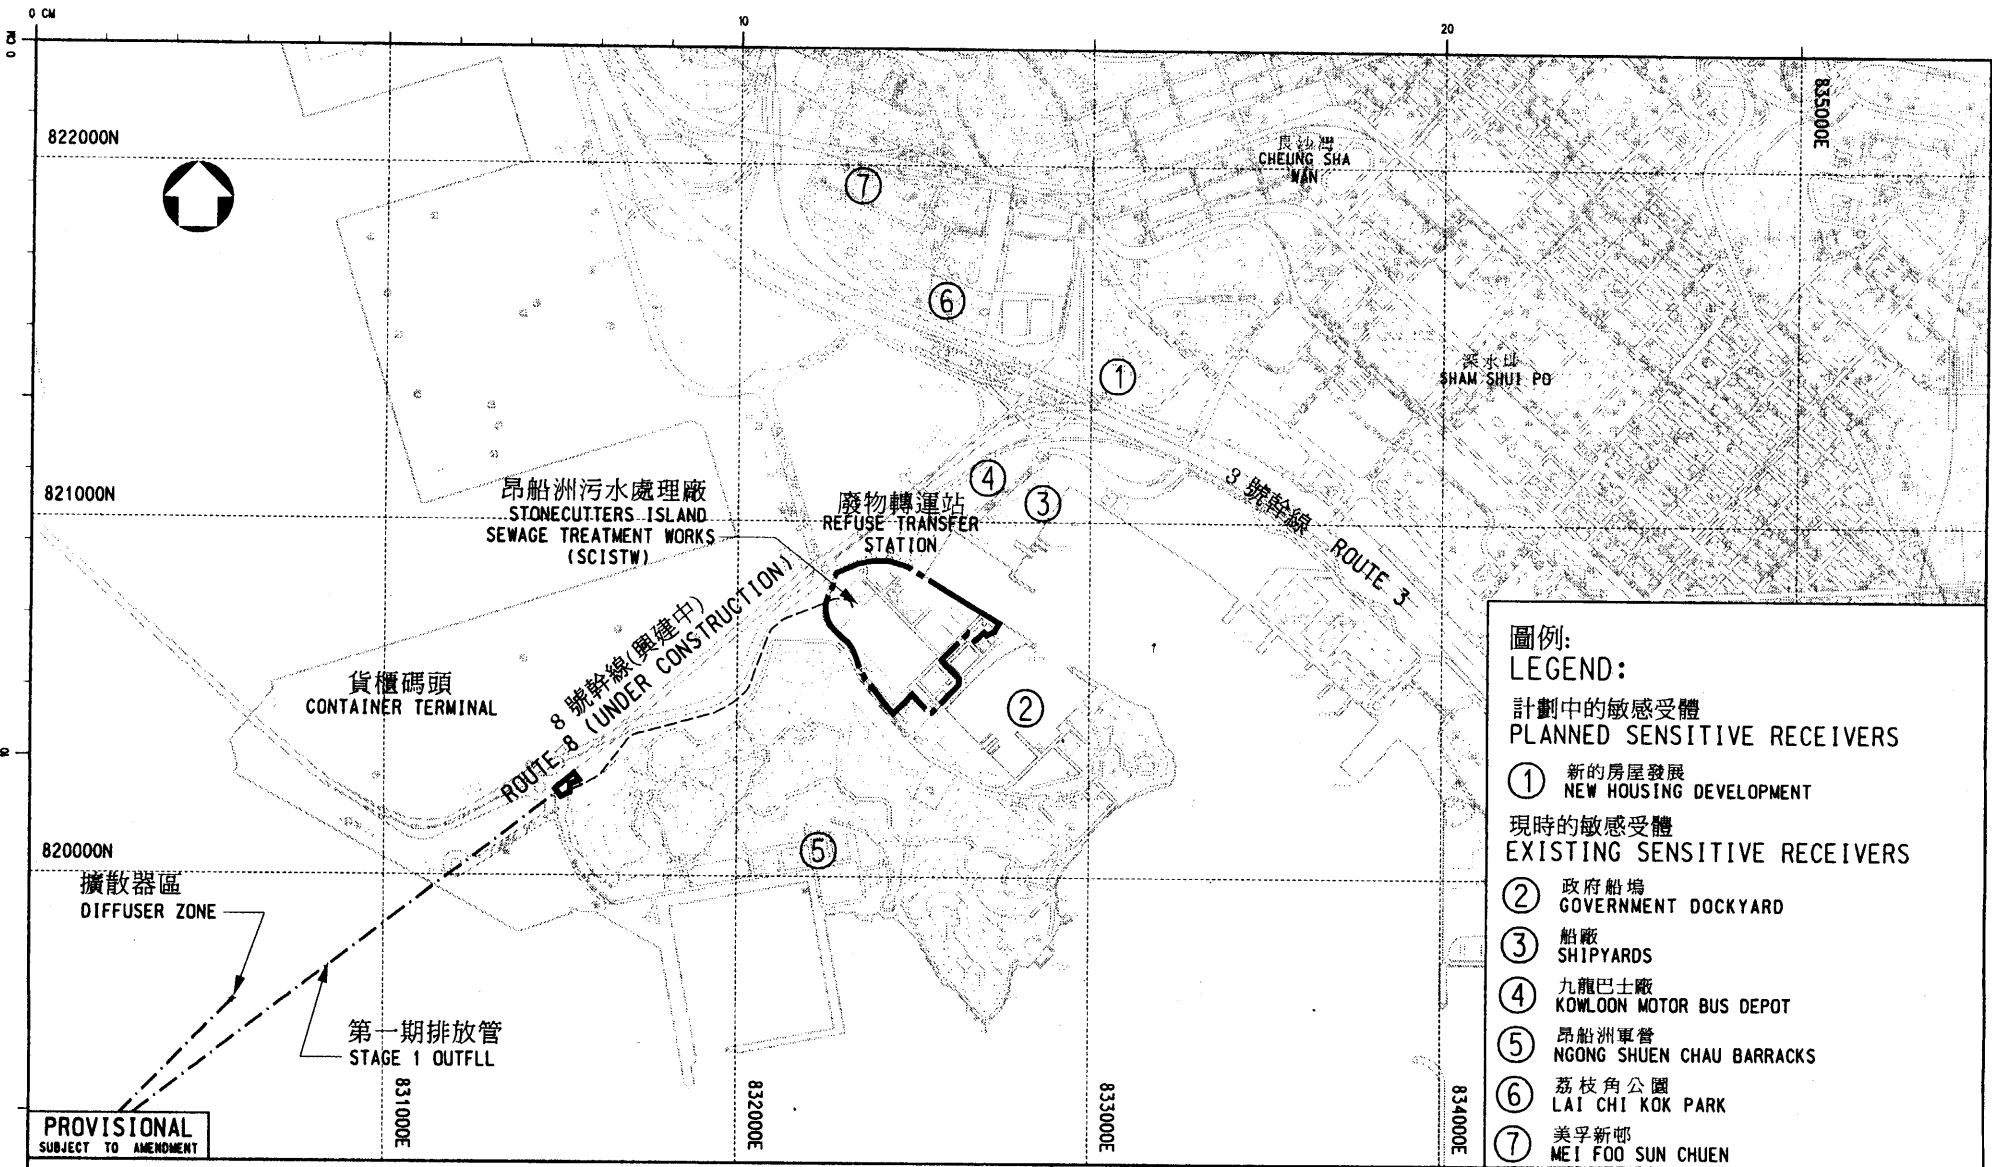 0 CM
10
20
0 CM
10
835000E
822000N
長沙灣
CHEUNG SHA
WAN
深水埗
SHAM SHUI PO
821000N
昂船洲污水處理廠
STONECUTTERS ISLAND
SEWAGE TREATMENT WORKS
(SCISTW)
廢物轉運站
REFUSE TRANSFER
STATION
3 號幹線 ROUTE 3
8 號幹線(興建中)
ROUTE 8 (UNDER CONSTRUCTION)
貨櫃碼頭
CONTAINER TERMINAL
7
6
1
4
3
2
5
820000N
擴散器區
DIFFUSER ZONE
第一期排放管
STAGE 1 OUTFLL
831000E
832000E
833000E
834000E
PROVISIONAL
SUBJECT TO AMENDMENT
圖例:
LEGEND:
計劃中的敏感受體
PLANNED SENSITIVE RECEIVERS
1 新的房屋發展
NEW HOUSING DEVELOPMENT
現時的敏感受體
EXISTING SENSITIVE RECEIVERS
2 政府船塢
GOVERNMENT DOCKYARD
3 船廠
SHIPYARDS
4 九龍巴士廠
KOWLOON MOTOR BUS DEPOT
5 昂船洲軍營
NGONG SHUEN CHAU BARRACKS
6 荔枝角公園
LAI CHI KOK PARK
7 美孚新邨
MEI FOO SUN CHUEN